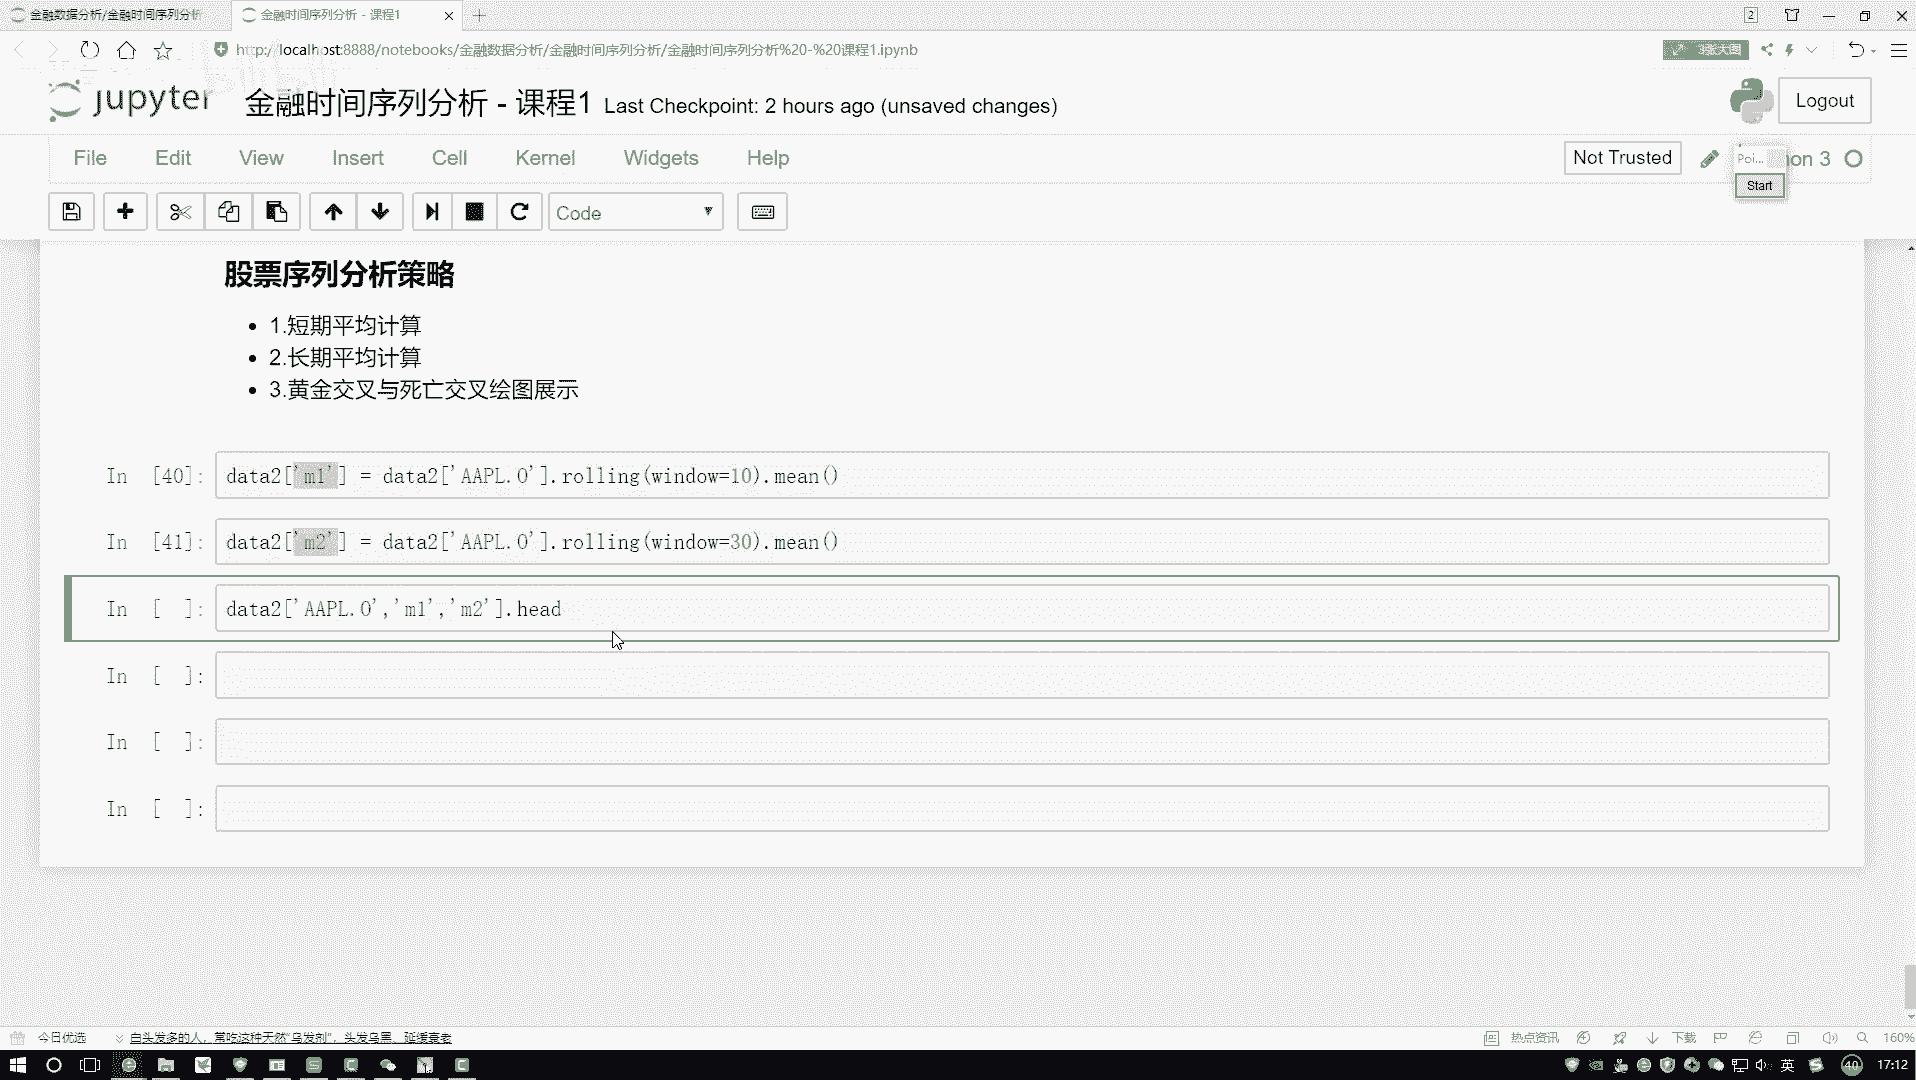 金融数据分析/金融时间序列分析
金融时间序列分析 - 课程1
2
http://localhost:8888/notebooks/金融数据分析/金融时间序列分析/金融时间序列分析%20-%20课程1.ipynb
3张大图
jupyter
金融时间序列分析 - 课程1 Last Checkpoint: 2 hours ago (unsaved changes)
Logout
File Edit View Insert Cell Kernel Widgets Help
Not Trusted
Poi... on 3
Start
Code
股票序列分析策略
• 1.短期平均计算
• 2.长期平均计算
• 3.黄金交叉与死亡交叉绘图展示
In [40]: data2['m1'] = data2['AAPL.O'].rolling(window=10).mean()
In [41]: data2['m2'] = data2['AAPL.O'].rolling(window=30).mean()
In [ ]: data2['AAPL.O','m1','m2'].head
In [ ]:
In [ ]:
In [ ]:
今日优选
白头发多的人，常吃这种天然"乌发剂"，头发乌黑、延缓衰老
热点资讯
下载
160%
英
40
17:12